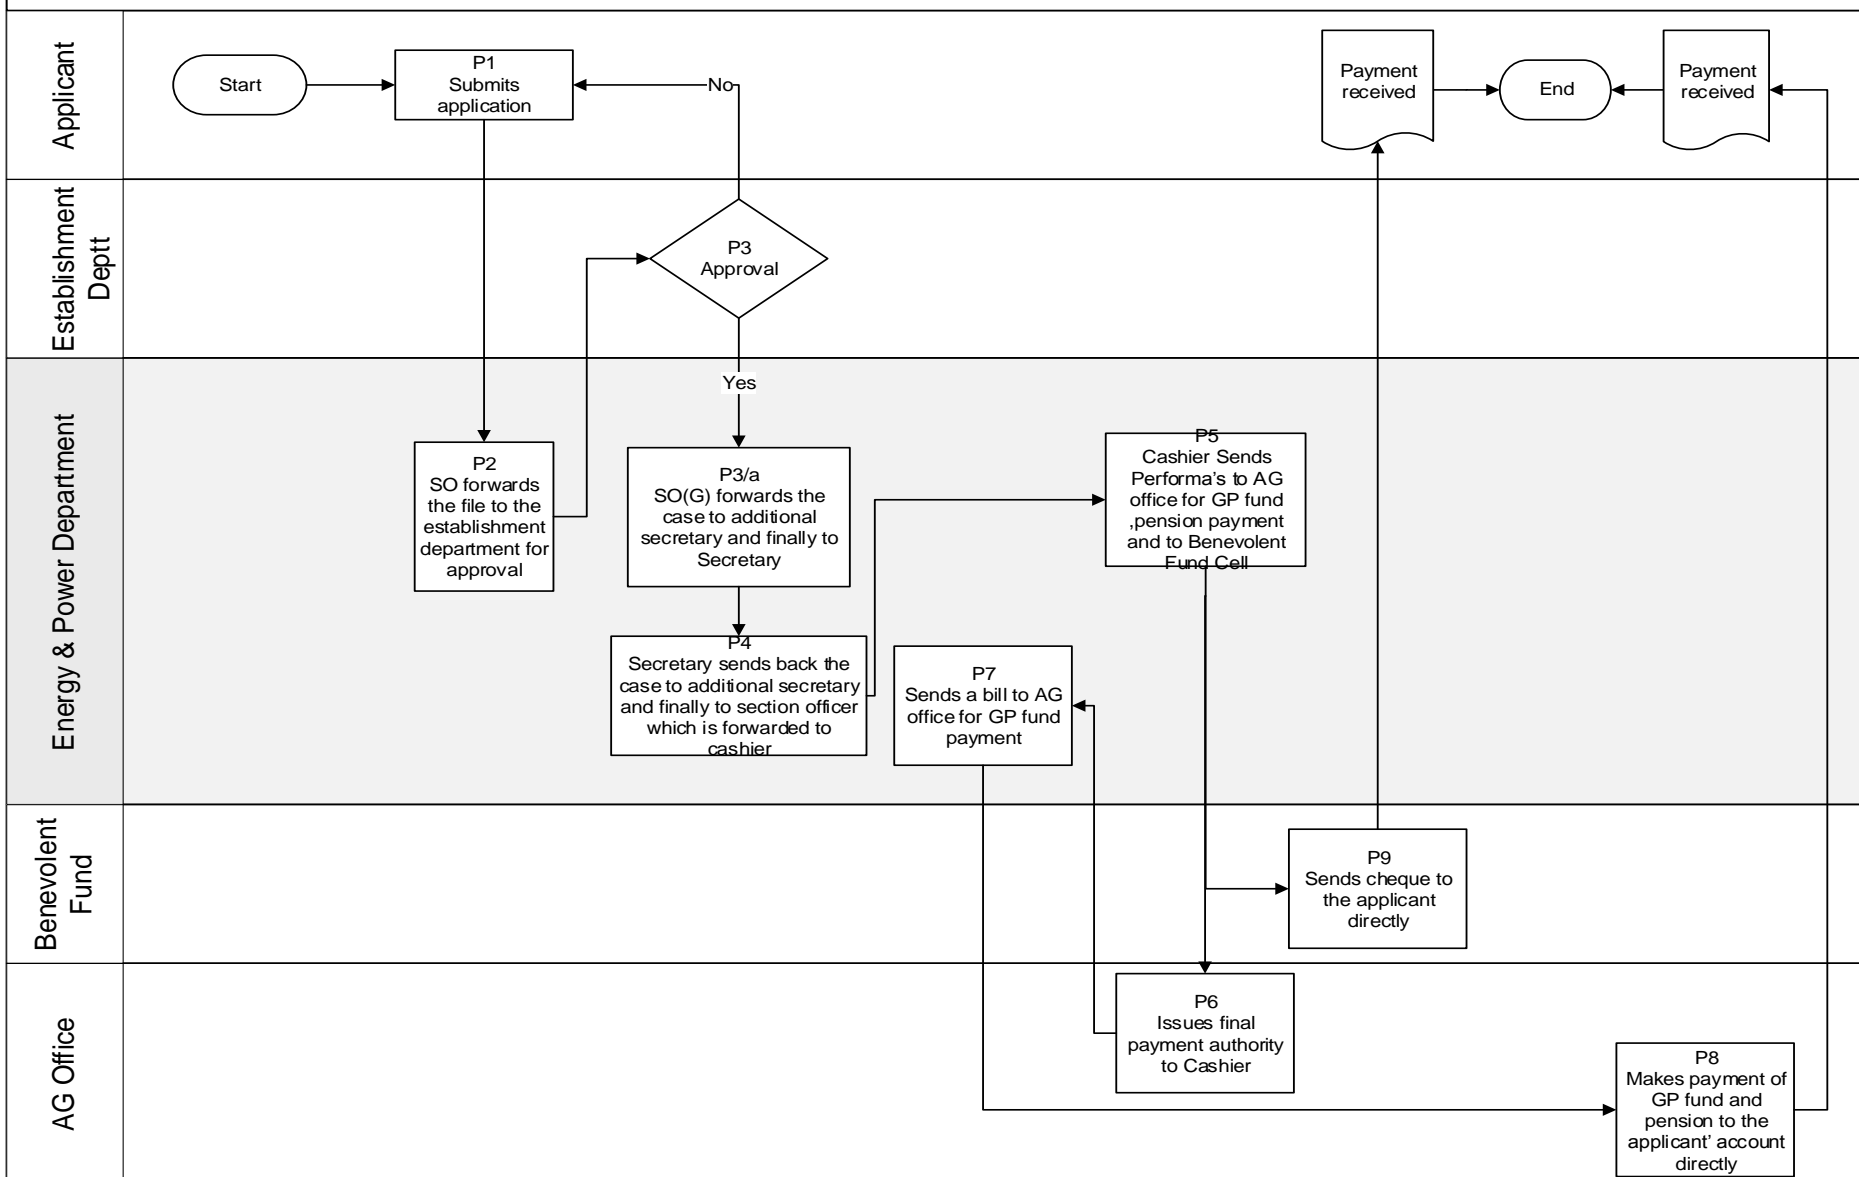 Applicant
Start
P1
Submits
application
No
Payment
received
End
Payment
received
Establishment
Deptt
P3
Approval
Energy & Power Department
Yes
P2
SO forwards
the file to the
establishment
department for
approval
P3/a
SO(G) forwards the
case to additional
secretary and finally to
Secretary
P4
Secretary sends back the
case to additional secretary
and finally to section officer
which is forwarded to
cashier
P5
Cashier Sends
Performa's to AG
office for GP fund
,pension payment
and to Benevolent
Fund Cell
P7
Sends a bill to AG
office for GP fund
payment
Benevolent
Fund
P9
Sends cheque to
the applicant
directly
AG Office
P6
Issues final
payment authority
to Cashier
P8
Makes payment of
GP fund and
pension to the
applicant' account
directly